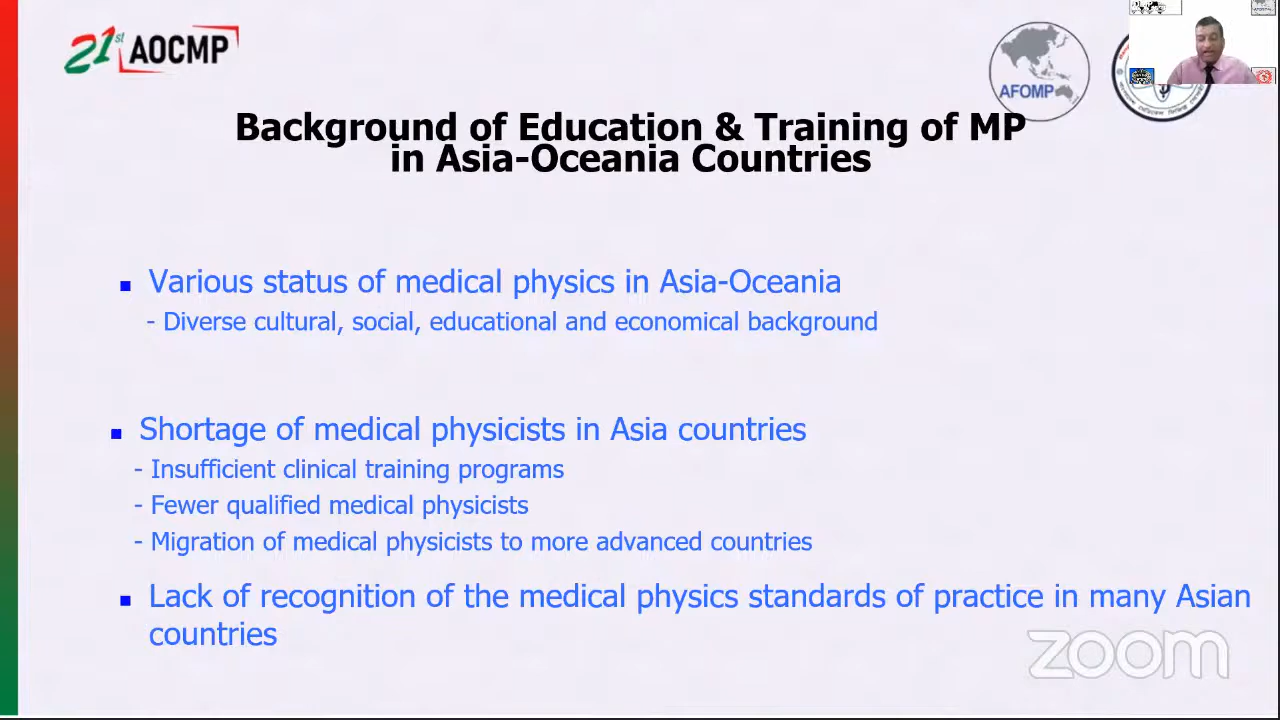 21st AOCMP
AFOMP
Background of Education & Training of MP
in Asia-Oceania Countries
Various status of medical physics in Asia-Oceania
- Diverse cultural, social, educational and economical background
Shortage of medical physicists in Asia countries
- Insufficient clinical training programs
- Fewer qualified medical physicists
- Migration of medical physicists to more advanced countries
Lack of recognition of the medical physics standards of practice in many Asian
countries
zoom